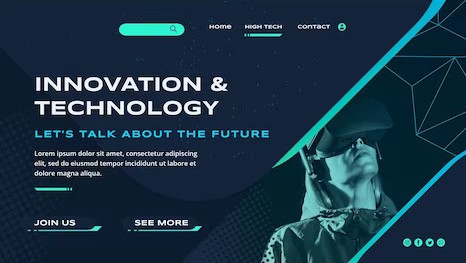 Home HIGH TECH Contact
INNOVATION &
TECHNOLOGY
LET'S TALK ABOUT THE FUTURE
Lorem ipsum dolor sit amet, consectetur adipiscing
elit, sed do eiusmod tempor incididunt ut labore et
dolore magna aliqua.
JOIN US SEE MORE